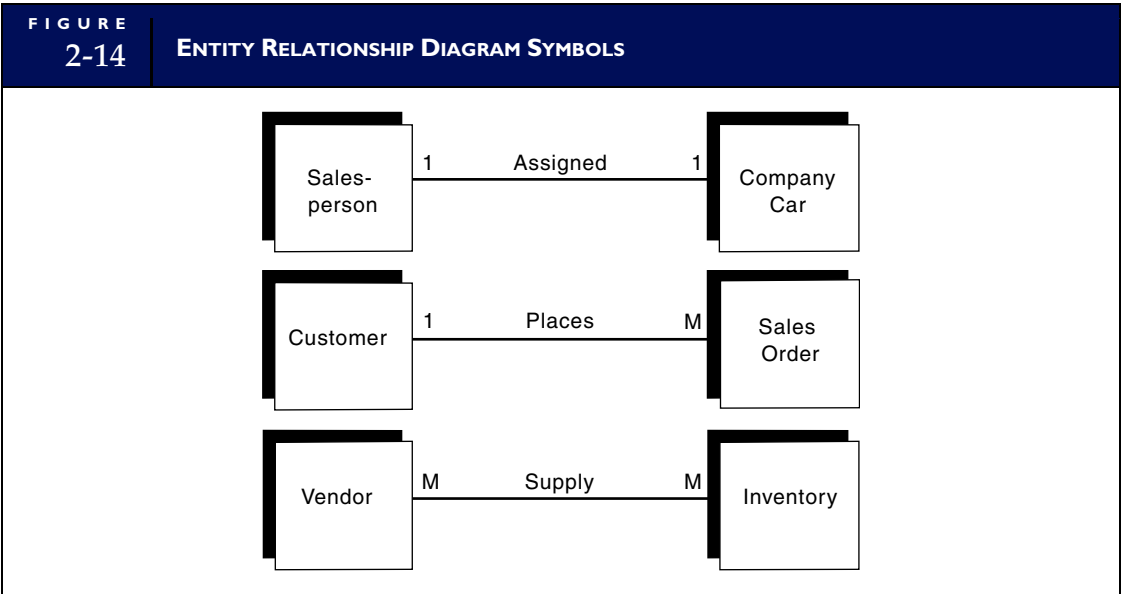 FIGURE
2-14
ENTITY RELATIONSHIP DIAGRAM SYMBOLS
Sales-
person
1
Assigned
1
Company
Car
Customer
1
Places
M
Sales
Order
Vendor
M
Supply
M
Inventory